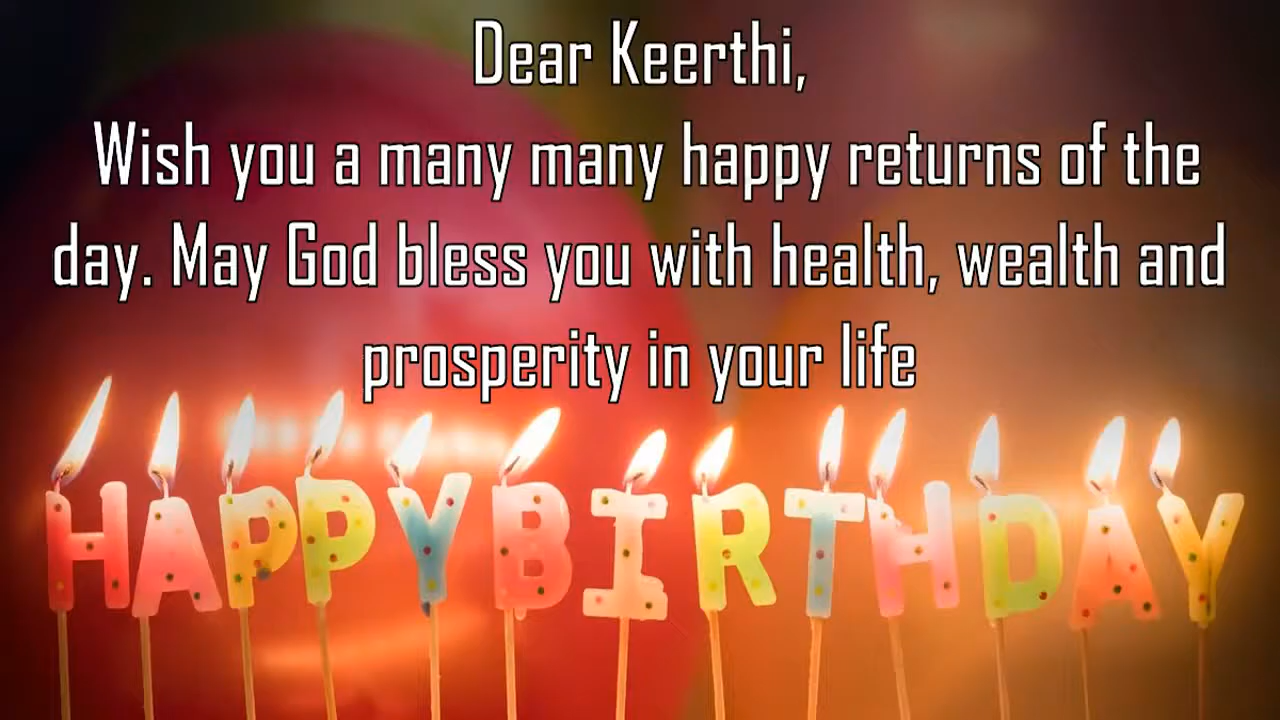 Dear Keerthi,
Wish you a many many happy returns of the
day. May God bless you with health, wealth and
prosperity in your life
HAPPYBIRTHDAY